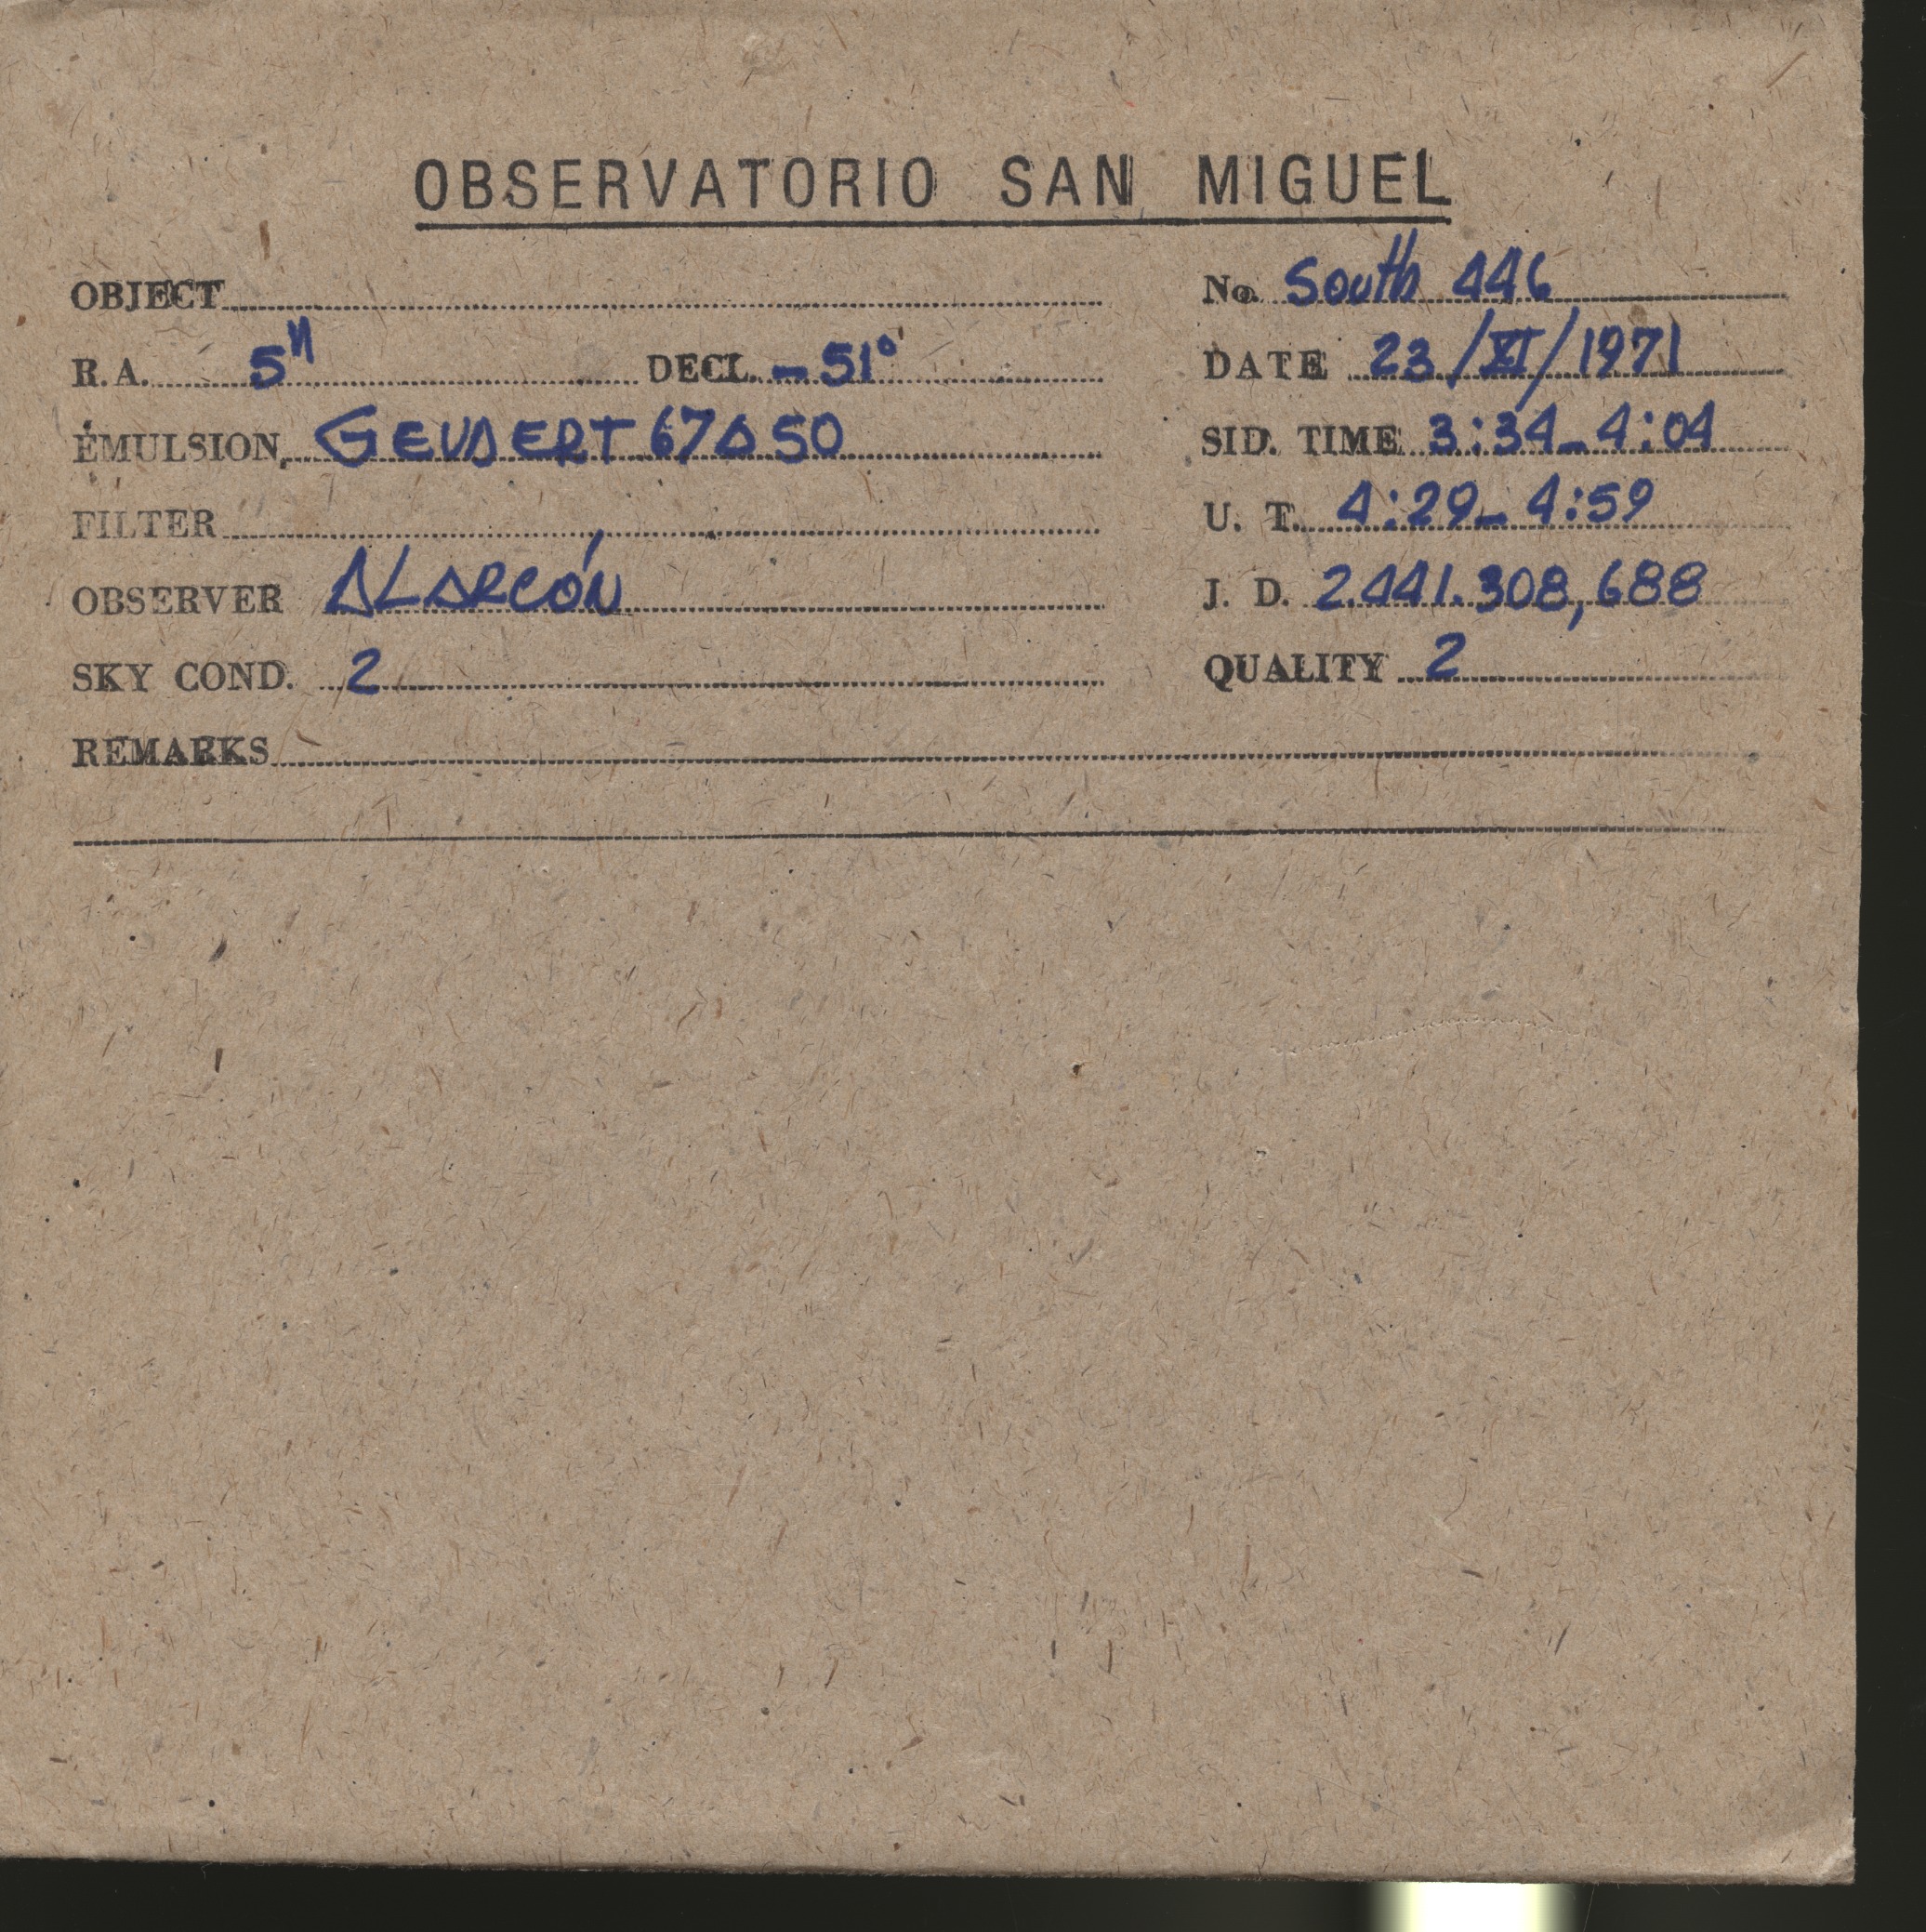 OBSERVATORIO SAN MIGUEL
OBJECT
No. South 446
R.A. 5H DECL. -51°
DATE 23/XI/1971
EMULSION GEVAERT 67A50
SID. TIME 3:34-4:04
FILTER
U. T. 4:29-4:59
OBSERVER ALARCÓN
J. D. 2.441.308,688
SKY COND. 2
QUALITY 2
REMARKS